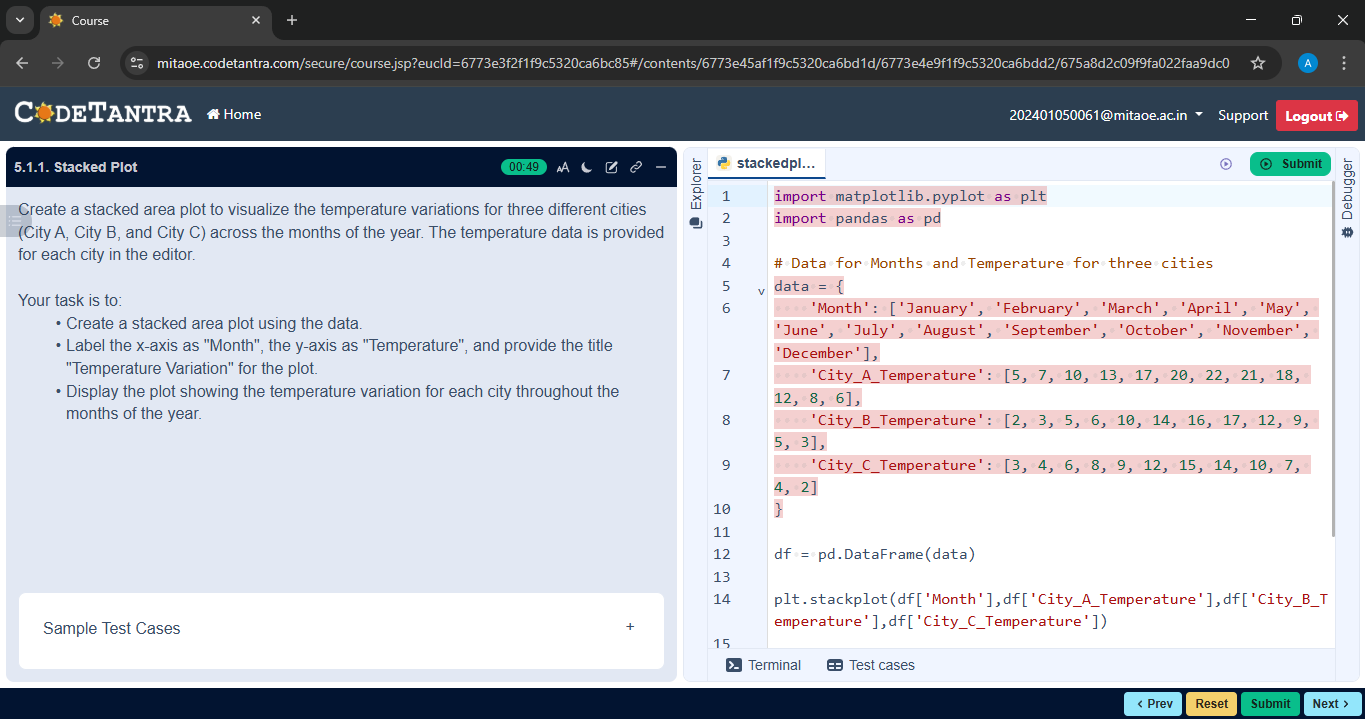 Course
mitaoe.codetantra.com/secure/course.jsp?eucId=6773e3f2f1f9c5320ca6bc85#/contents/6773e45af1f9c5320ca6bd1d/6773e4e9f1f9c5320ca6bdd2/675a8d2c09f9fa022faa9dc0
A
CODETANTRA
Home
202401050061@mitaoe.ac.in
Support
Logout
5.1.1. Stacked Plot
00:49
AA
Create a stacked area plot to visualize the temperature variations for three different cities
(City A, City B, and City C) across the months of the year. The temperature data is provided
for each city in the editor.
Your task is to:
• Create a stacked area plot using the data.
• Label the x-axis as "Month", the y-axis as "Temperature", and provide the title
"Temperature Variation" for the plot.
• Display the plot showing the temperature variation for each city throughout the
months of the year.
Sample Test Cases
+
Explorer
stackedpl...
Submit
Debugger
1 import matplotlib.pyplot as plt
2 import pandas as pd
3
4 # Data for Months and Temperature for three cities
5 data = {
6 'Month': ['January', 'February', 'March', 'April', 'May',
'June', 'July', 'August', 'September', 'October', 'November',
'December'],
7 'City_A_Temperature': [5, 7, 10, 13, 17, 20, 22, 21, 18,
12, 8, 6],
8 'City_B_Temperature': [2, 3, 5, 6, 10, 14, 16, 17, 12, 9,
5, 3],
9 'City_C_Temperature': [3, 4, 6, 8, 9, 12, 15, 14, 10, 7,
4, 2]
10 }
11
12 df = pd.DataFrame(data)
13
14 plt.stackplot(df['Month'],df['City_A_Temperature'],df['City_B_T
emperature'],df['City_C_Temperature'])
15
Terminal
Test cases
< Prev
Reset
Submit
Next >